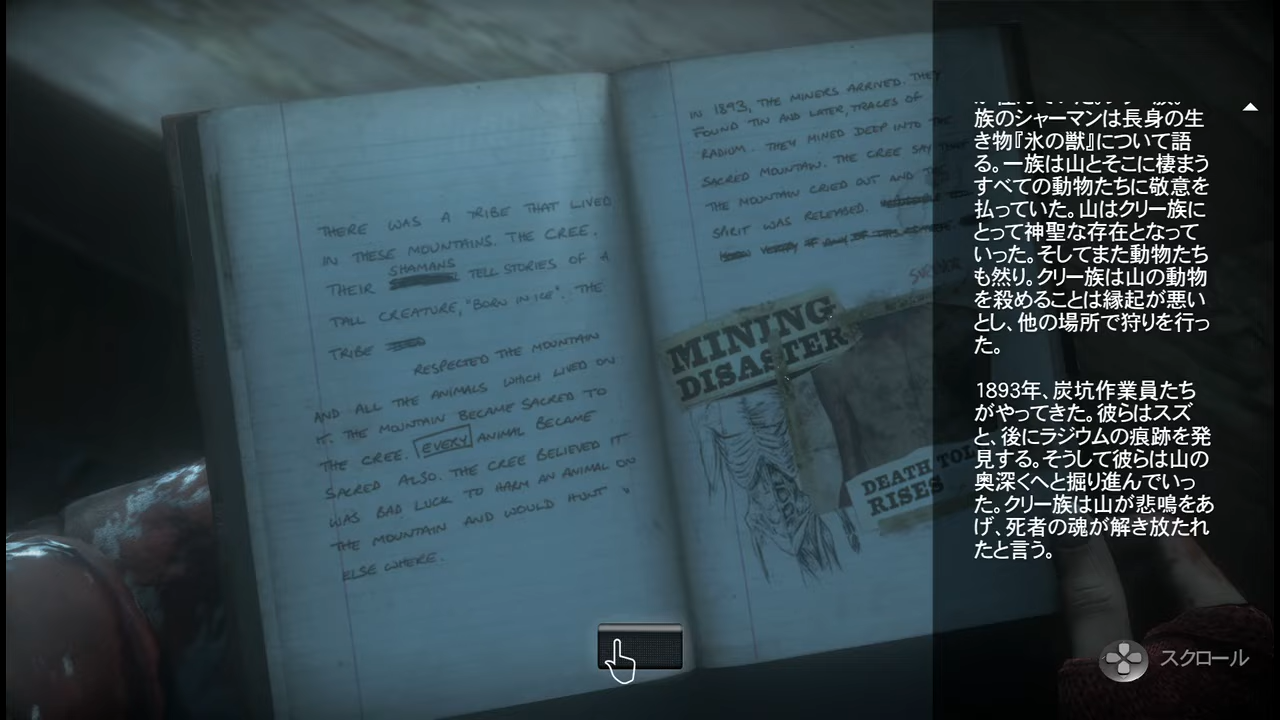 THERE WAS A TRIBE THAT LIVED
IN THESE MOUNTAINS. THE CREE.
SHAMANS
THEIR TELL STORIES OF A
TALL CREATURE, "BORN IN ICE". THE
TRIBE
RESPECTED THE MOUNTAIN
AND ALL THE ANIMALS WHICH LIVED ON
IT. THE MOUNTAIN BECAME SACRED TO
THE CREE. EVERY ANIMAL BECAME
SACRED ALSO. THE CREE BELIEVED IT
WAS BAD LUCK TO HARM AN ANIMAL ON
THE MOUNTAIN AND WOULD HUNT
ELSE WHERE.
IN 1893, THE MINERS ARRIVED. THEY
FOUND TIN AND LATER, TRACES OF
RADIUM. THEY MINED DEEP INTO THE
SACRED MOUNTAIN. THE CREE SAY
THE MOUNTAIN CRIED OUT AND THE
SPIRIT WAS RELEASED.
MINING
DISASTER
DEATH TOLL
RISES
族のシャーマンは長身の生
き物『氷の獣』について語
る。一族は山とそこに棲まう
すべての動物たちに敬意を
払っていた。山はクリー族に
とって神聖な存在となって
いった。そしてまた動物たち
も然り。クリー族は山の動物
を殺めることは縁起が悪い
とし、他の場所で狩りを行っ
た。
1893年、炭坑作業員たち
がやってきた。彼らはスズ
と、後にラジウムの痕跡を発
見する。そうして彼らは山の
奥深くへと掘り進んでいっ
た。クリー族は山が悲鳴をあ
げ、死者の魂が解き放たれ
たと言う。
スクロール